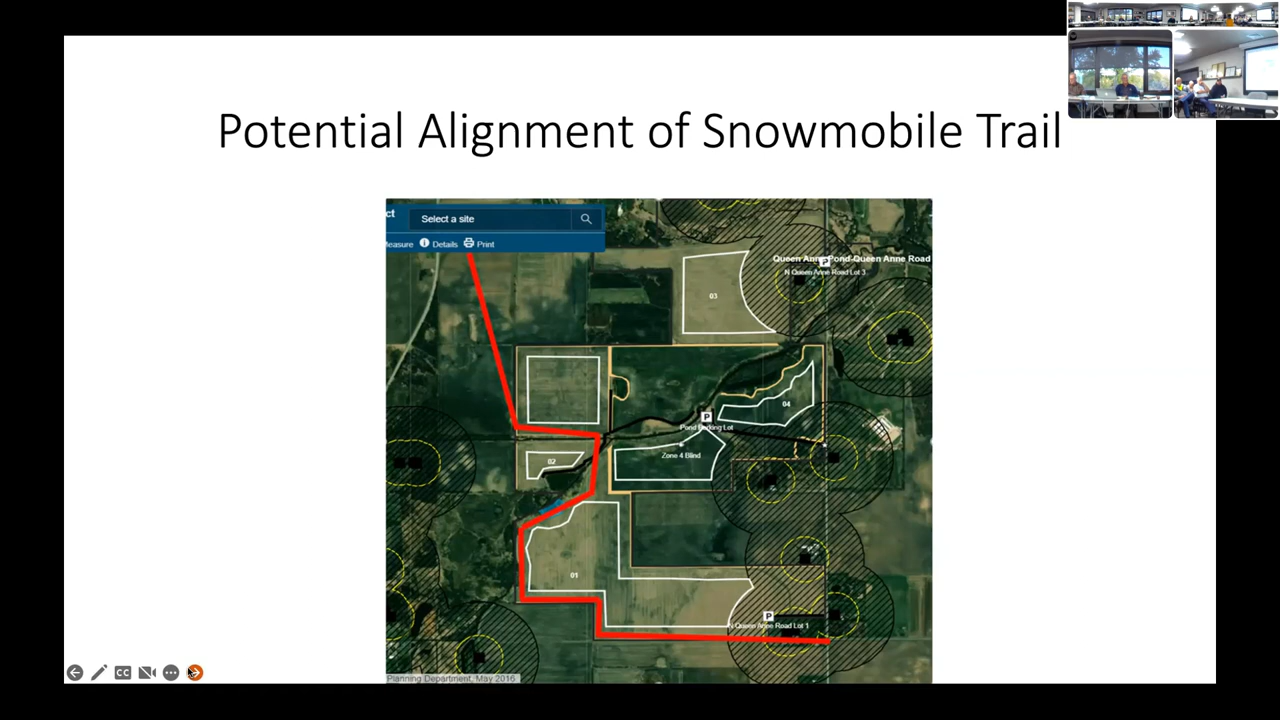 Potential Alignment of Snowmobile Trail
ct
Select a site
Measure Details Print
Queen Anne Pond-Queen Anne Road
P
N Queen Anne Road Lot 3
03
04
P
Pond Parking Lot
Zone 4 Blind
02
01
P
N Queen Anne Road Lot 1
CC
Planning Department, May 2016